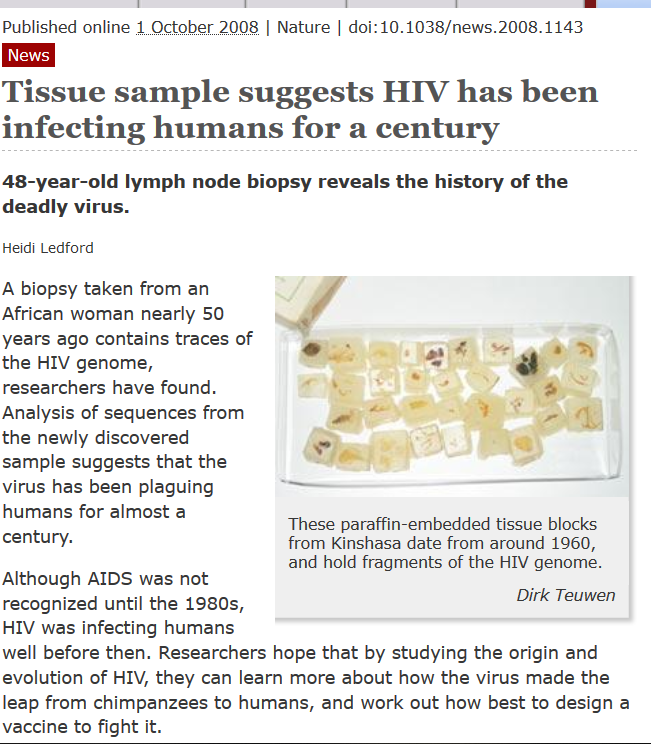 Published online 1 October 2008 | Nature | doi:10.1038/news.2008.1143
News
Tissue sample suggests HIV has been
infecting humans for a century
48-year-old lymph node biopsy reveals the history of the
deadly virus.
Heidi Ledford
A biopsy taken from an
African woman nearly 50
years ago contains traces of
the HIV genome,
researchers have found.
Analysis of sequences from
the newly discovered
sample suggests that the
virus has been plaguing
humans for almost a
century.
These paraffin-embedded tissue blocks
from Kinshasa date from around 1960,
and hold fragments of the HIV genome.
Dirk Teuwen
Although AIDS was not
recognized until the 1980s,
HIV was infecting humans
well before then. Researchers hope that by studying the origin and
evolution of HIV, they can learn more about how the virus made the
leap from chimpanzees to humans, and work out how best to design a
vaccine to fight it.